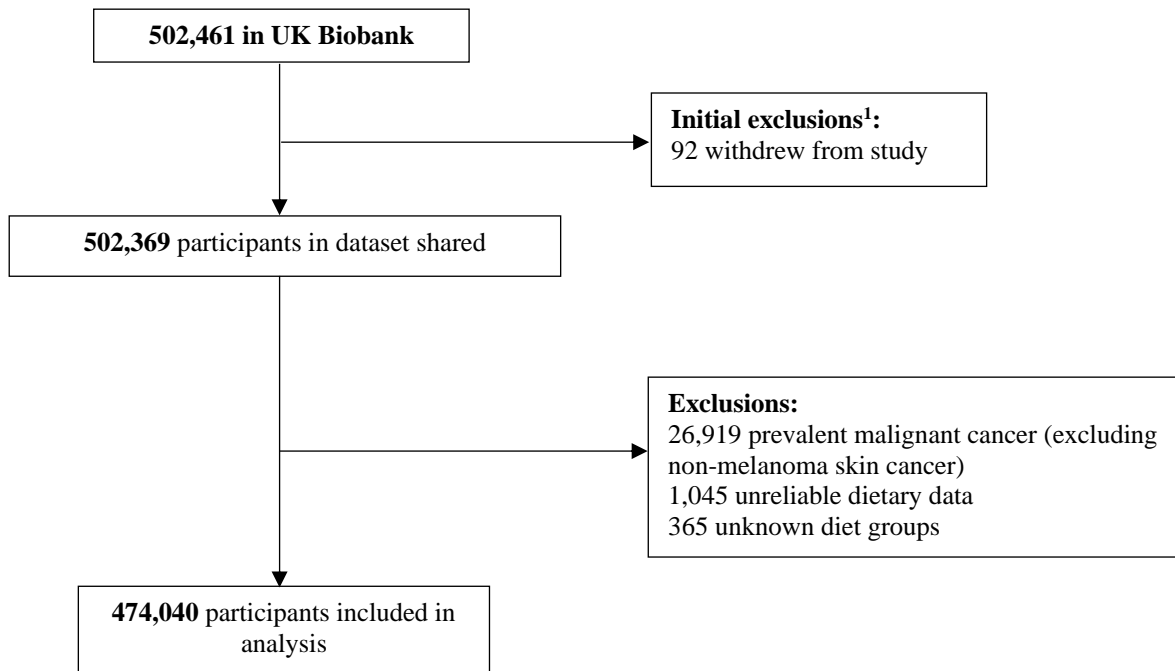 502,461 in UK Biobank
Initial exclusions¹:
92 withdrew from study
502,369 participants in dataset shared
Exclusions:
26,919 prevalent malignant cancer (excluding
non-melanoma skin cancer)
1,045 unreliable dietary data
365 unknown diet groups
474,040 participants included in
analysis